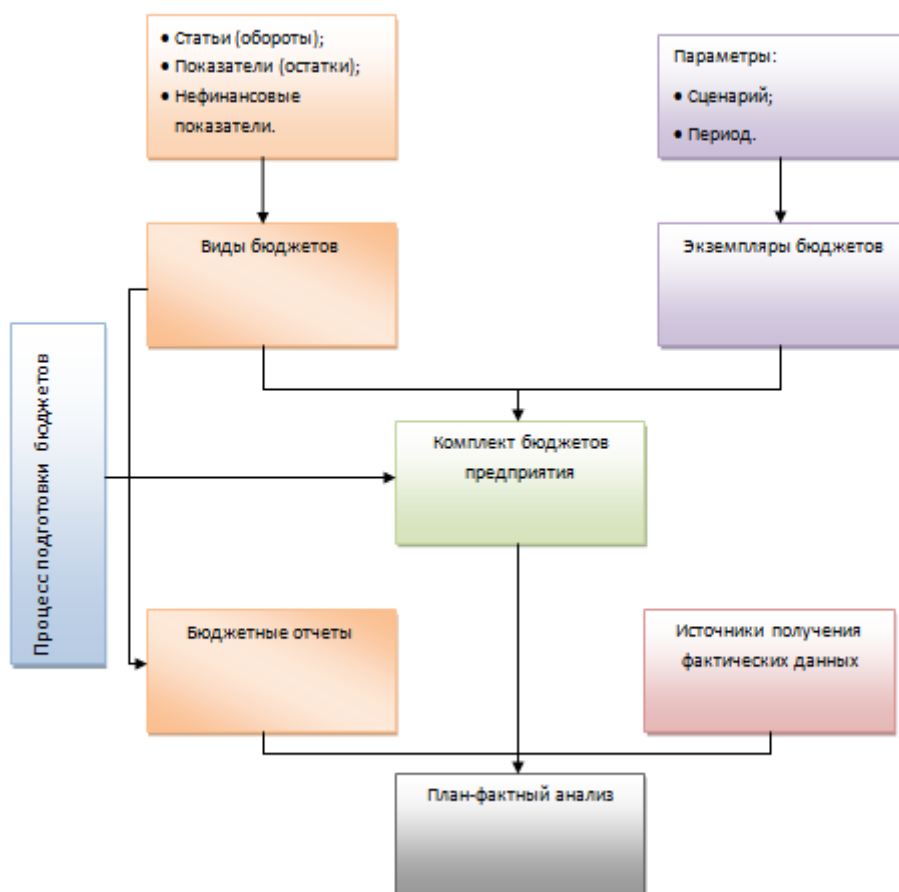 • Статьи (обороты);
• Показатели (остатки);
• Нефинансовые
показатели.
Параметры:
• Сценарий;
• Период.
Виды бюджетов
Экземпляры бюджетов
Процесс подготовки бюджетов
Комплект бюджетов
предприятия
Бюджетные отчеты
Источники получения
фактических данных
План-фактный анализ